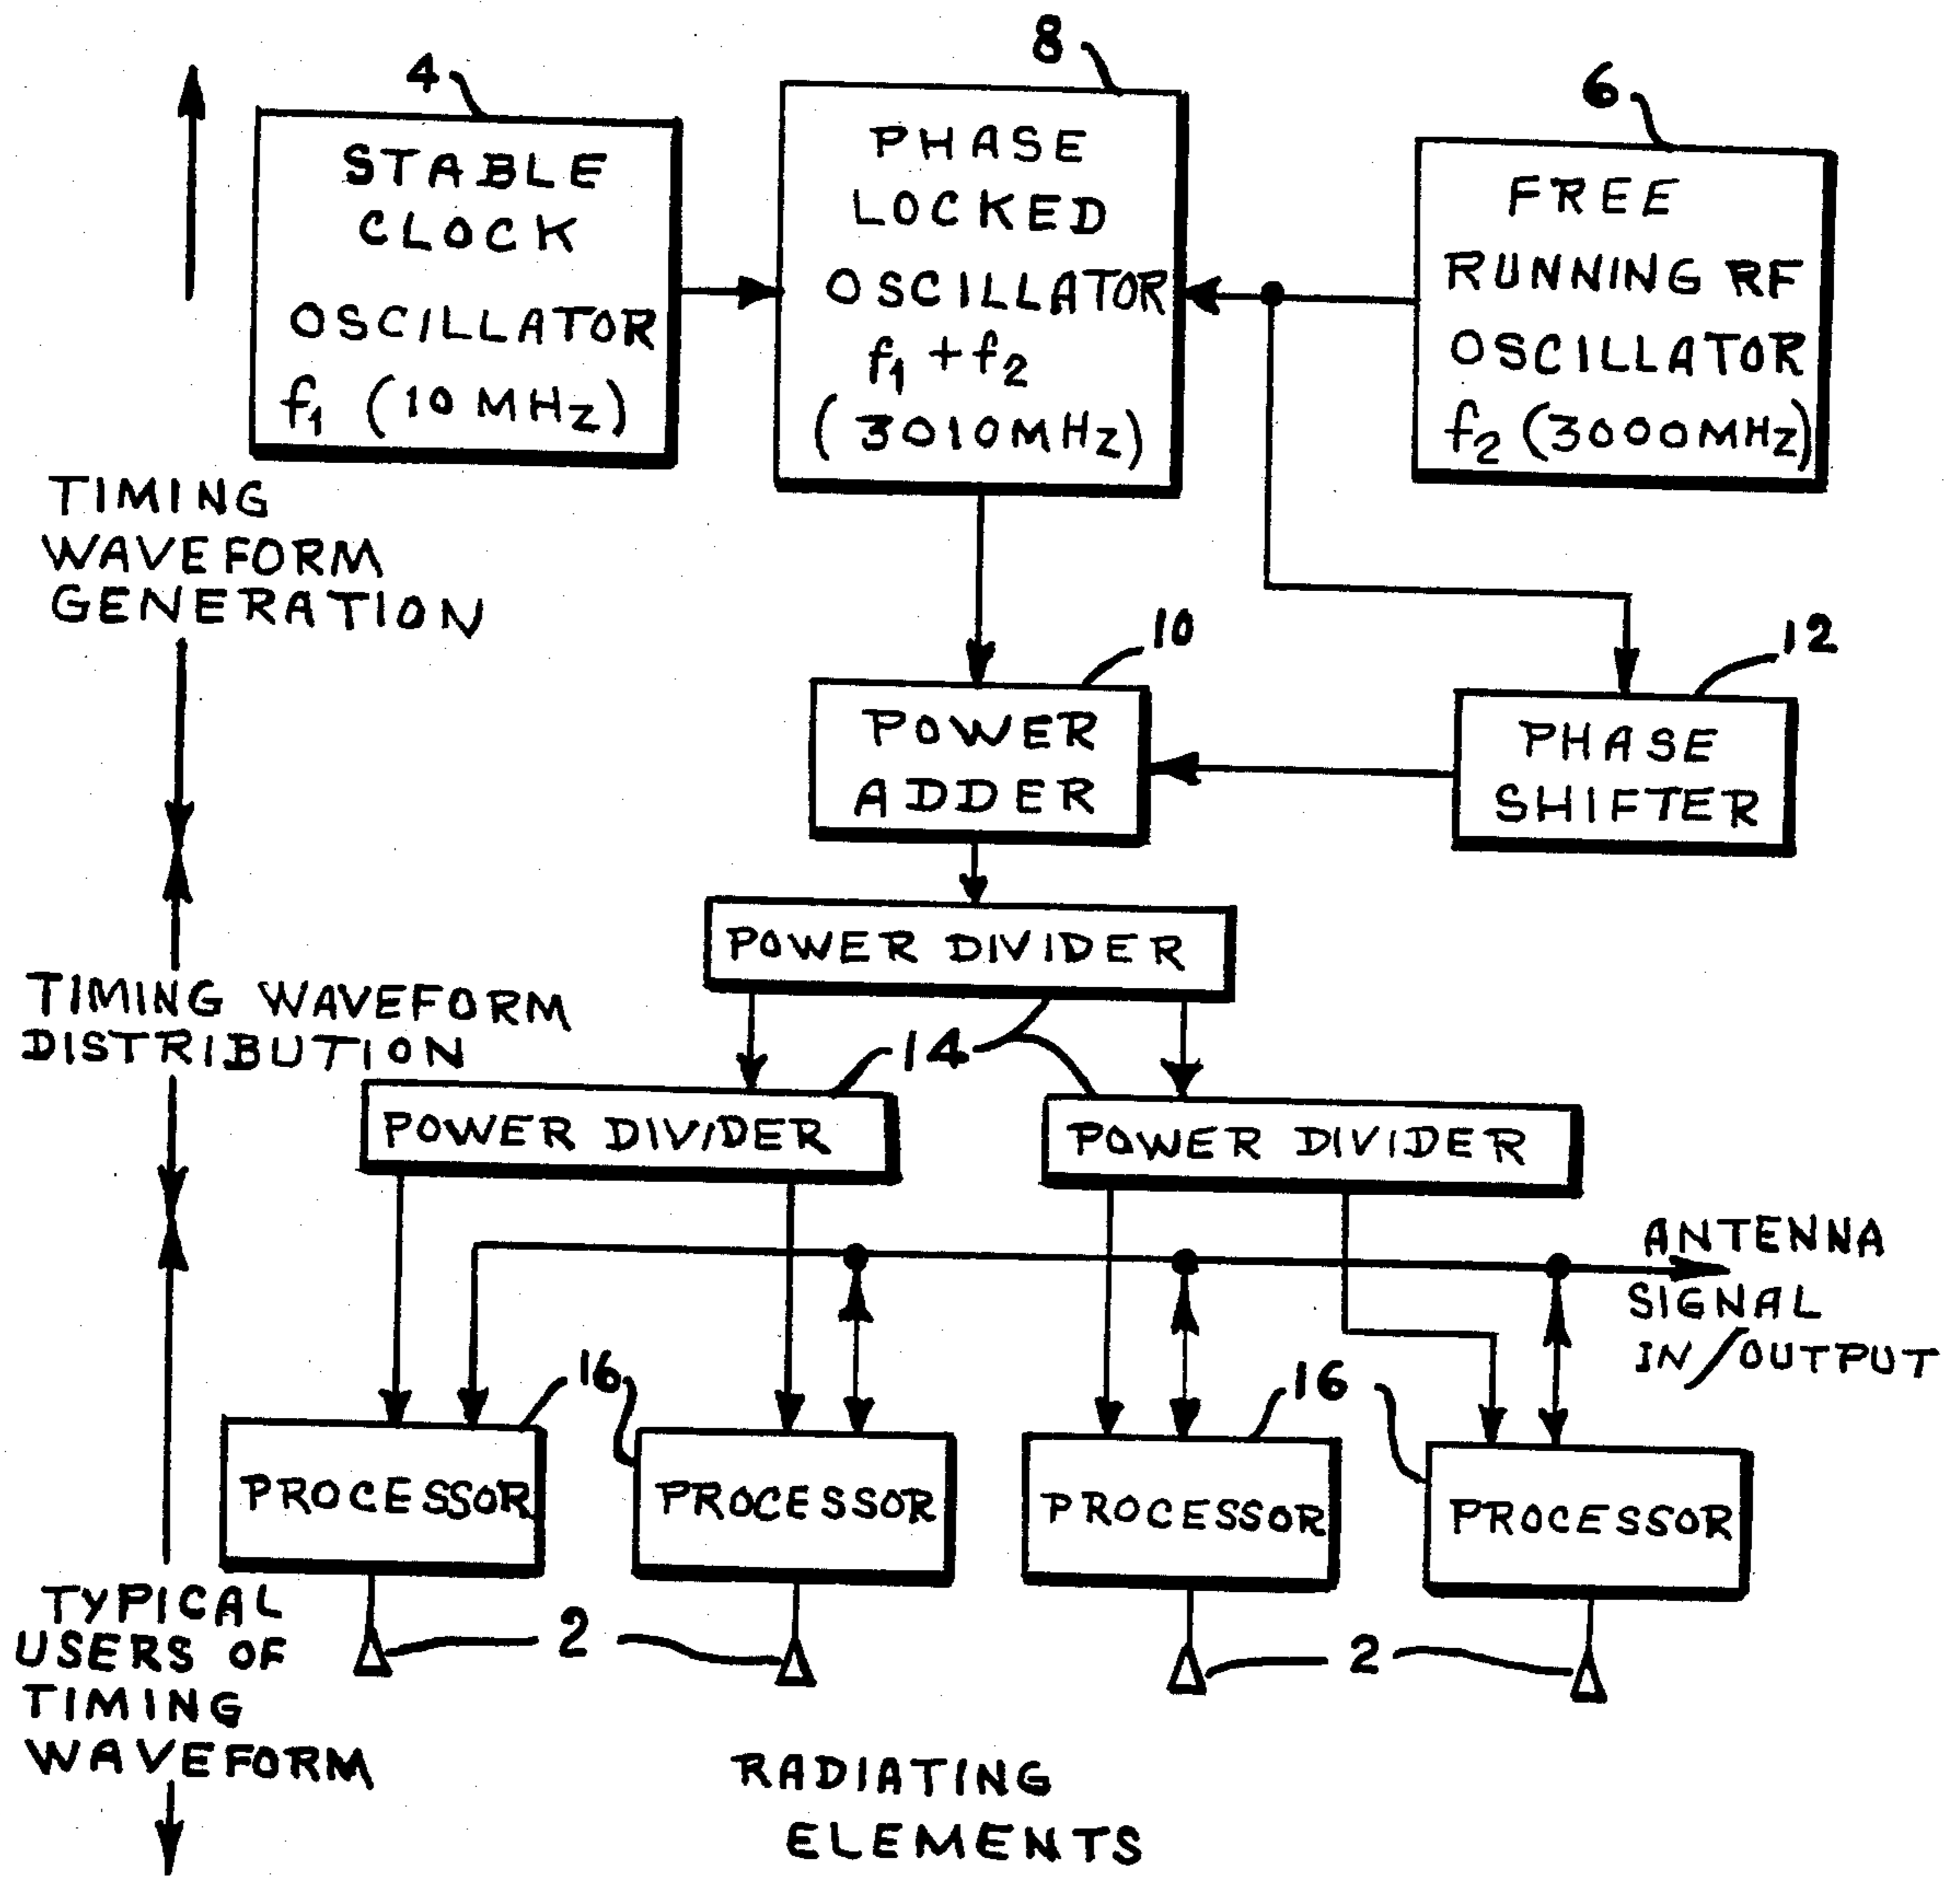 4
STABLE
CLOCK
OSCILLATOR
f1 (10 MHz)
8
PHASE
LOCKED
OSCILLATOR
f1 + f2
(3010MHz)
6
FREE
RUNNING RF
OSCILLATOR
f2 (3000MHz)
TIMING
WAVEFORM
GENERATION
10
POWER
ADDER
12
PHASE
SHIFTER
POWER DIVIDER
TIMING WAVEFORM
DISTRIBUTION
14
POWER DIVIDER
POWER DIVIDER
ANTENNA
SIGNAL
IN/OUTPUT
16
16
PROCESSOR
PROCESSOR
PROCESSOR
PROCESSOR
2
2
TYPICAL
USERS OF
TIMING
WAVEFORM
RADIATING
ELEMENTS